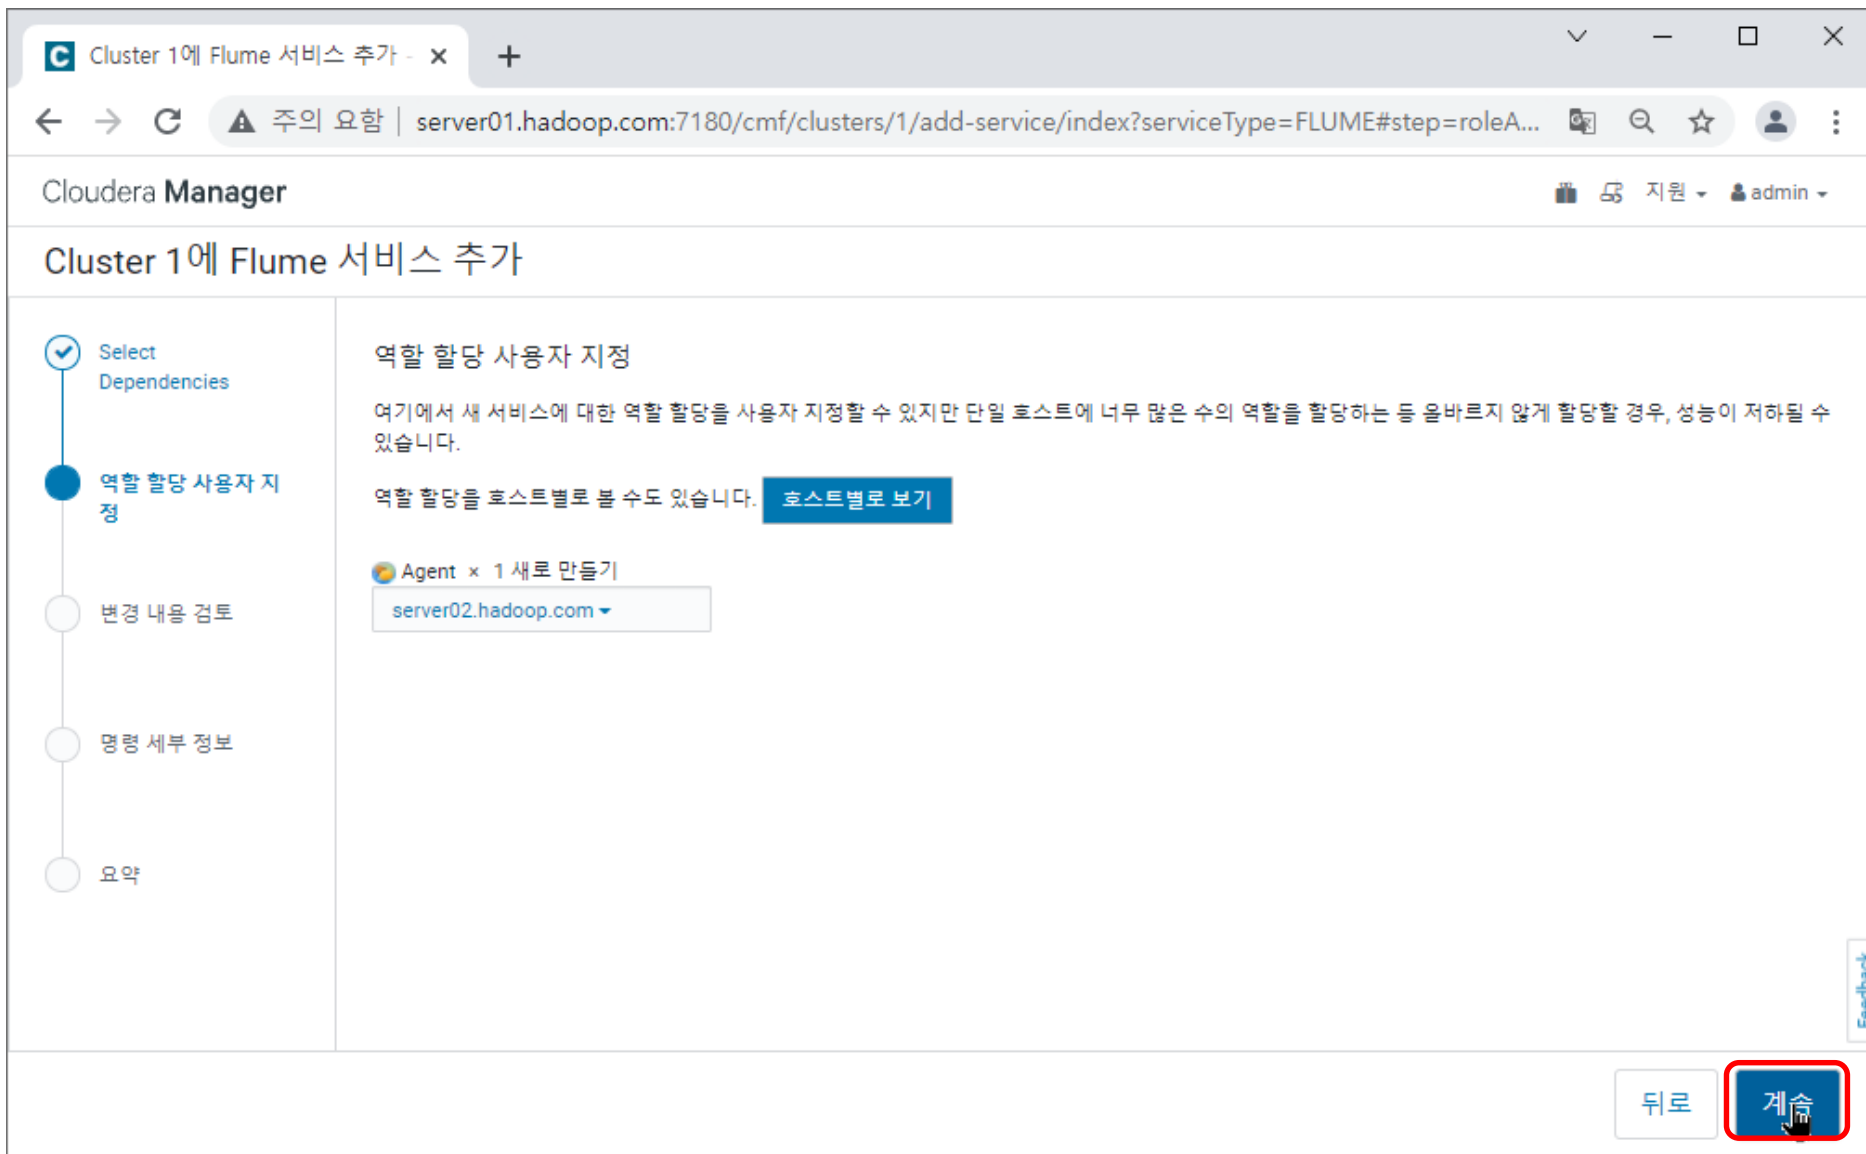 Cluster 1에 Flume 서비스 추가 -
주의 요함 | server01.hadoop.com:7180/cmf/clusters/1/add-service/index?serviceType=FLUME#step=roleA...
Cloudera Manager
지원
admin
Cluster 1에 Flume 서비스 추가
Select
Dependencies
역할 할당 사용자 지
정
변경 내용 검토
명령 세부 정보
요약
역할 할당 사용자 지정
여기에서 새 서비스에 대한 역할 할당을 사용자 지정할 수 있지만 단일 호스트에 너무 많은 수의 역할을 할당하는 등 올바르지 않게 할당할 경우, 성능이 저하될 수
있습니다.
역할 할당을 호스트별로 볼 수도 있습니다. 호스트별로 보기
Agent × 1 새로 만들기
server02.hadoop.com
Feedback
뒤로
계속